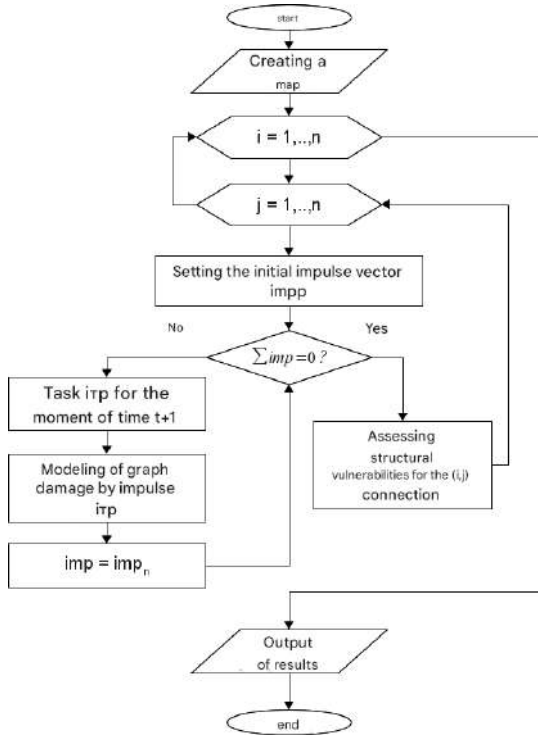 start
Creating a
map
i = 1,..,n
j = 1,..,n
Setting the initial impulse vector
impp
No
Yes
∑imp=0 ?
Task iтp for the
moment of time t+1
Modeling of graph
damage by impulse
iтp
imp = impₙ
Assessing
structural
vulnerabilities for the (i,j)
connection
Output
of results
end